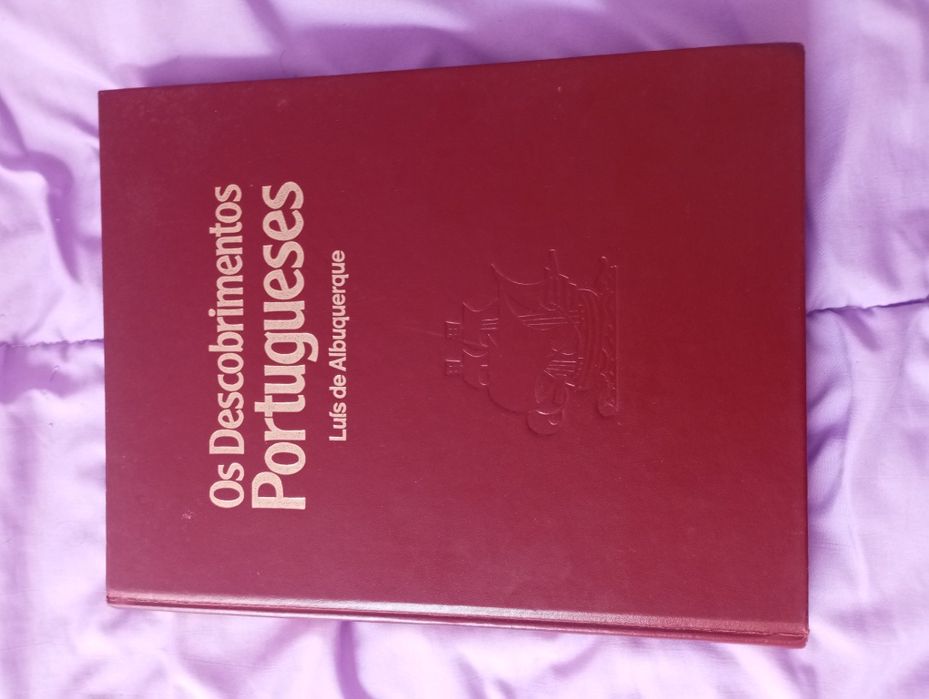 Os Descobrimentos
Portugueses
Luís de Albuquerque